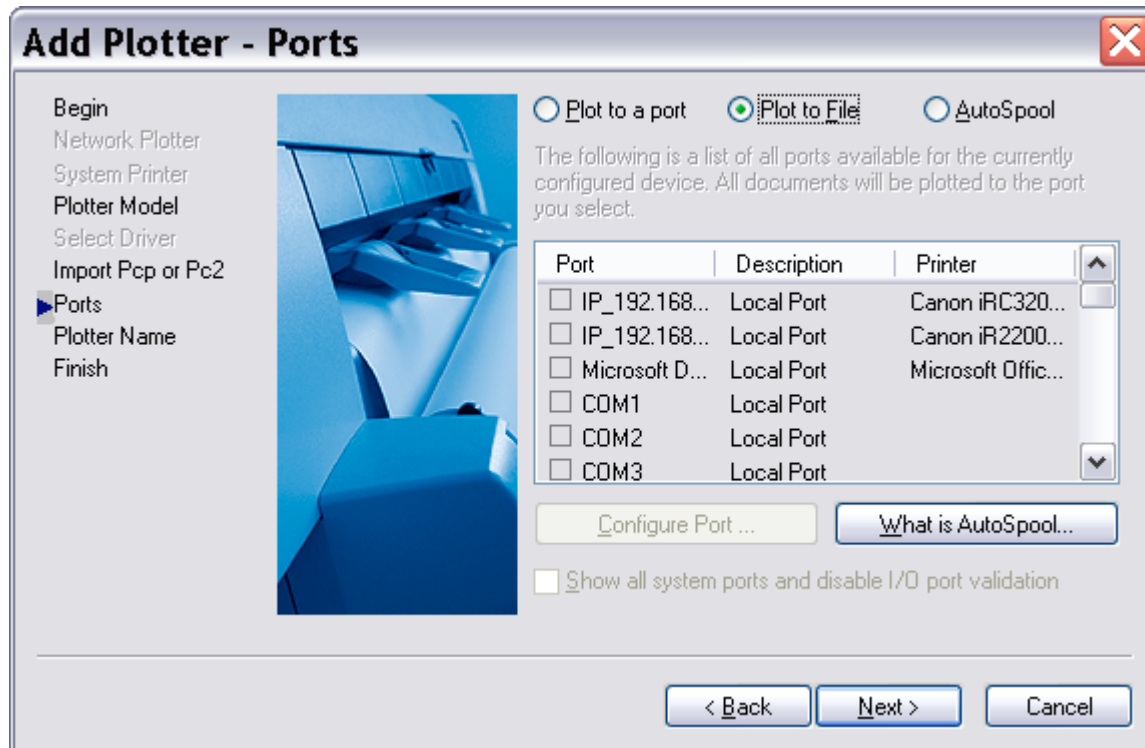 Add Plotter - Ports
Begin
Network Plotter
System Printer
Plotter Model
Select Driver
Import Pcp or Pc2
Ports
Plotter Name
Finish
Plot to a port Plot to File AutoSpool
The following is a list of all ports available for the currently
configured device. All documents will be plotted to the port
you select.
Port Description Printer
IP_192.168... Local Port Canon iRC320...
IP_192.168... Local Port Canon iR2200...
Microsoft D... Local Port Microsoft Offic...
COM1 Local Port
COM2 Local Port
COM3 Local Port
Configure Port ... What is AutoSpool...
Show all system ports and disable I/O port validation
< Back Next > Cancel